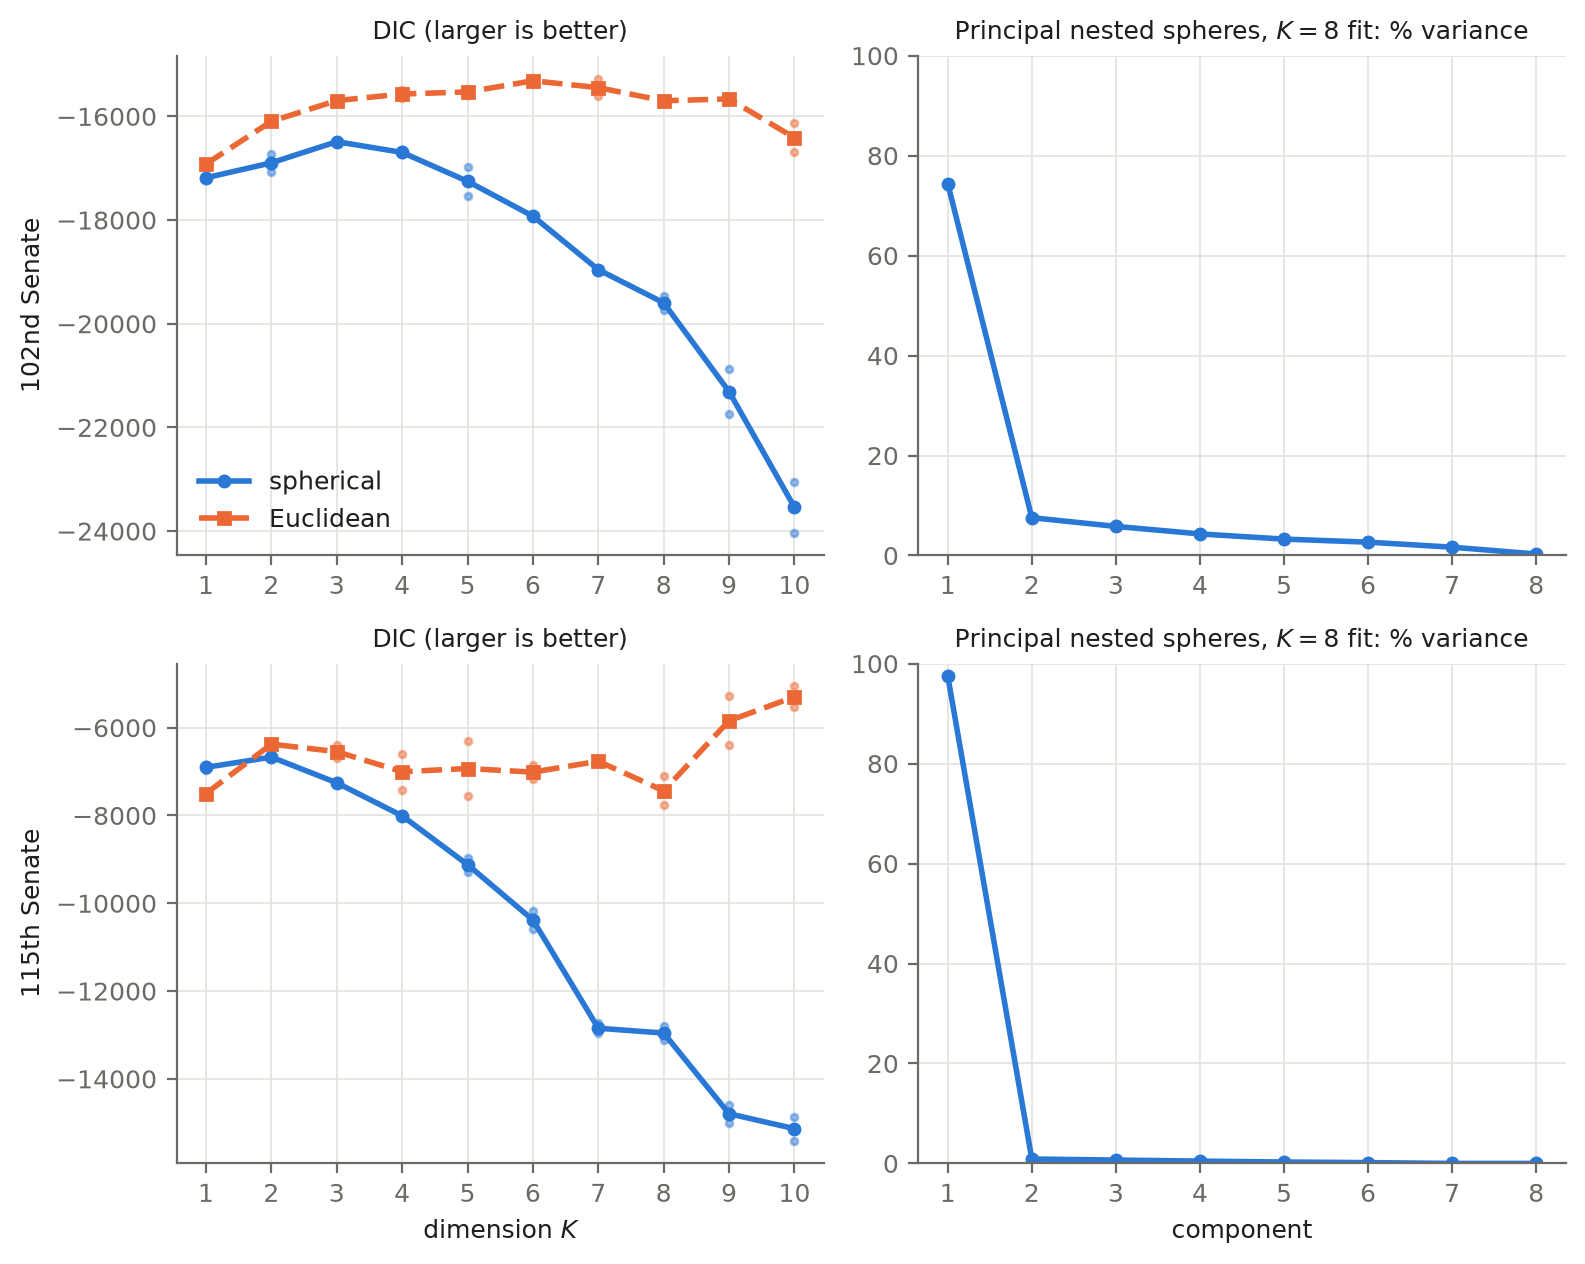 DIC (larger is better)
Principal nested spheres, K = 8 fit: % variance
102nd Senate
−16000
−18000
−20000
−22000
−24000
spherical
Euclidean
1 2 3 4 5 6 7 8 9 10
100
80
60
40
20
0
1 2 3 4 5 6 7 8
DIC (larger is better)
Principal nested spheres, K = 8 fit: % variance
115th Senate
−6000
−8000
−10000
−12000
−14000
1 2 3 4 5 6 7 8 9 10
dimension K
100
80
60
40
20
0
1 2 3 4 5 6 7 8
component